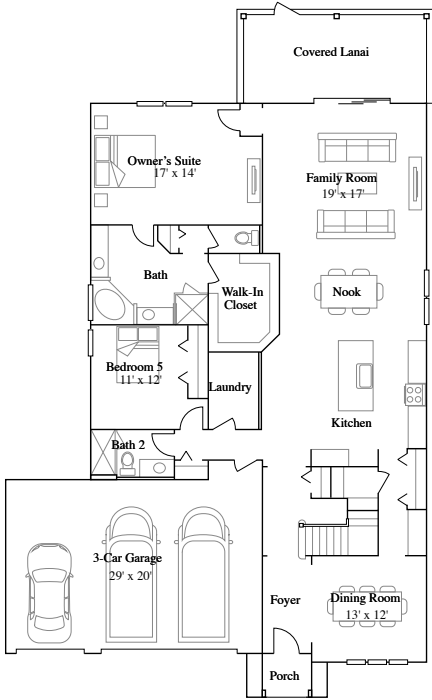 Covered Lanai
Owner's Suite
17' x 14'
Family Room
19' x 17'
Bath
Walk-In
Closet
Nook
Bedroom 5
11' x 12'
Laundry
Kitchen
Bath 2
3-Car Garage
29' x 20'
Foyer
Dining Room
13' x 12'
Porch